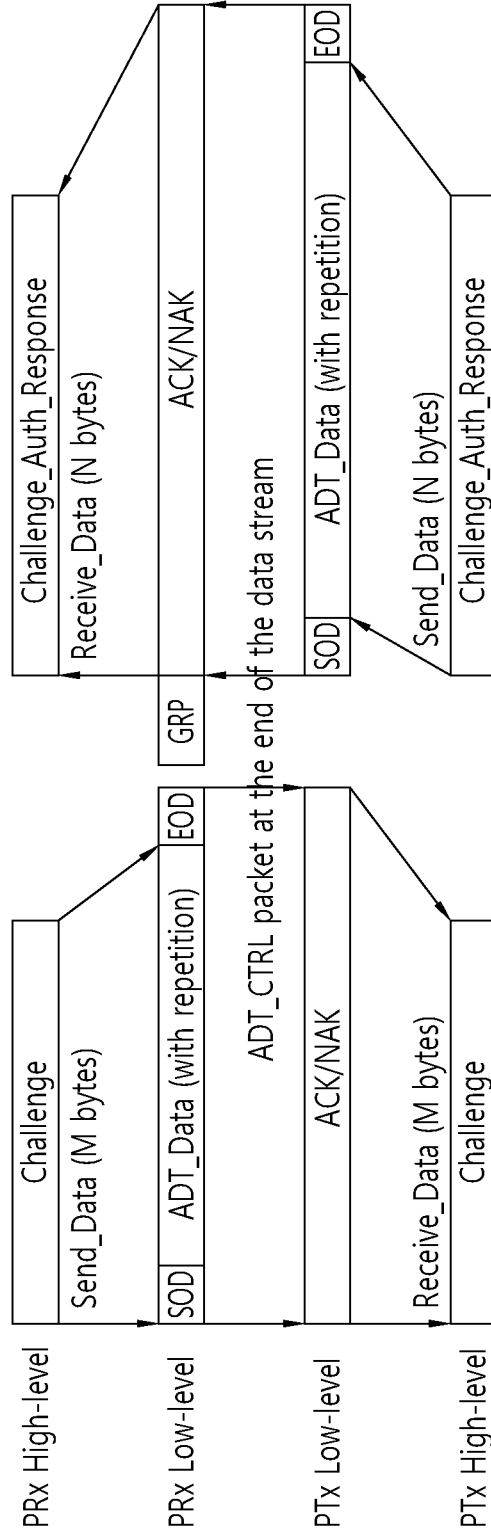 PRx High-level
Challenge
Challenge_Auth_Response
Send_Data (M bytes)
Receive_Data (N bytes)
PRx Low-level
SOD
ADT_Data (with repetition)
EOD
GRP
ACK/NAK
ADT_CTRL packet at the end of the data stream
PTx Low-level
ACK/NAK
SOD
ADT_Data (with repetition)
EOD
Receive_Data (M bytes)
Send_Data (N bytes)
PTx High-level
Challenge
Challenge_Auth_Response